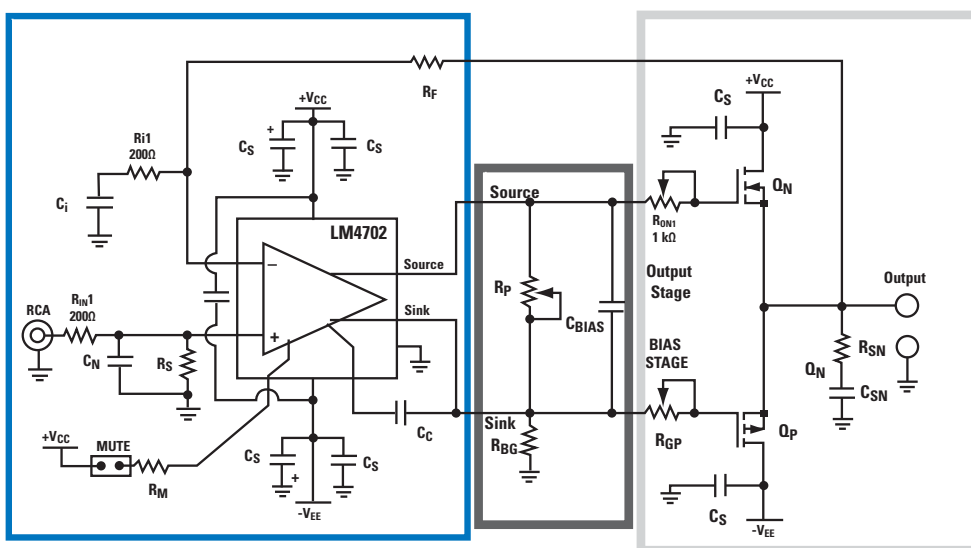 +VCC
RF
Ri1
200Ω
Ci
+
CS
CS
LM4702
Source
Sink
−
+
RCA
RIN1
200Ω
CN
RS
+VCC
MUTE
RM
CS
+
CS
-VEE
CC
Source
RP
CBIAS
Sink
RBG
+VCC
CS
QN
RON1
1 kΩ
Output
Stage
BIAS
STAGE
RGP
QP
CS
-VEE
Output
RSN
QN
CSN